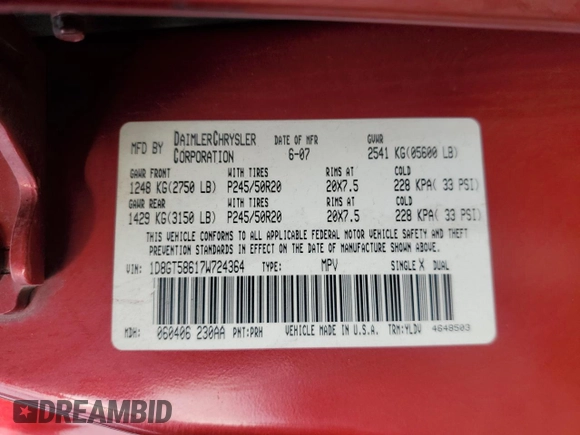 MFD BY DAIMLERCHRYSLER CORPORATION DATE OF MFR 6-07 GVWR 2541 KG(05600 LB)
GAWR FRONT WITH TIRES RIMS AT COLD
1248 KG(2750 LB) P245/50R20 20X7.5 228 KPA( 33 PSI)
GAWR REAR WITH TIRES RIMS AT COLD
1429 KG(3150 LB) P245/50R20 20X7.5 228 KPA( 33 PSI)
THIS VEHICLE CONFORMS TO ALL APPLICABLE FEDERAL MOTOR VEHICLE SAFETY, BUMPER, AND THEFT
PREVENTION STANDARDS IN EFFECT ON THE DATE OF MANUFACTURE SHOWN ABOVE.
VIN: 1D8GT58617W724364 TYPE: MPV SINGLE X DUAL
MDH: 060406 230AA PNT:PRH VEHICLE MADE IN U.S.A. TRM:YLDV 4648503
DREAMBID